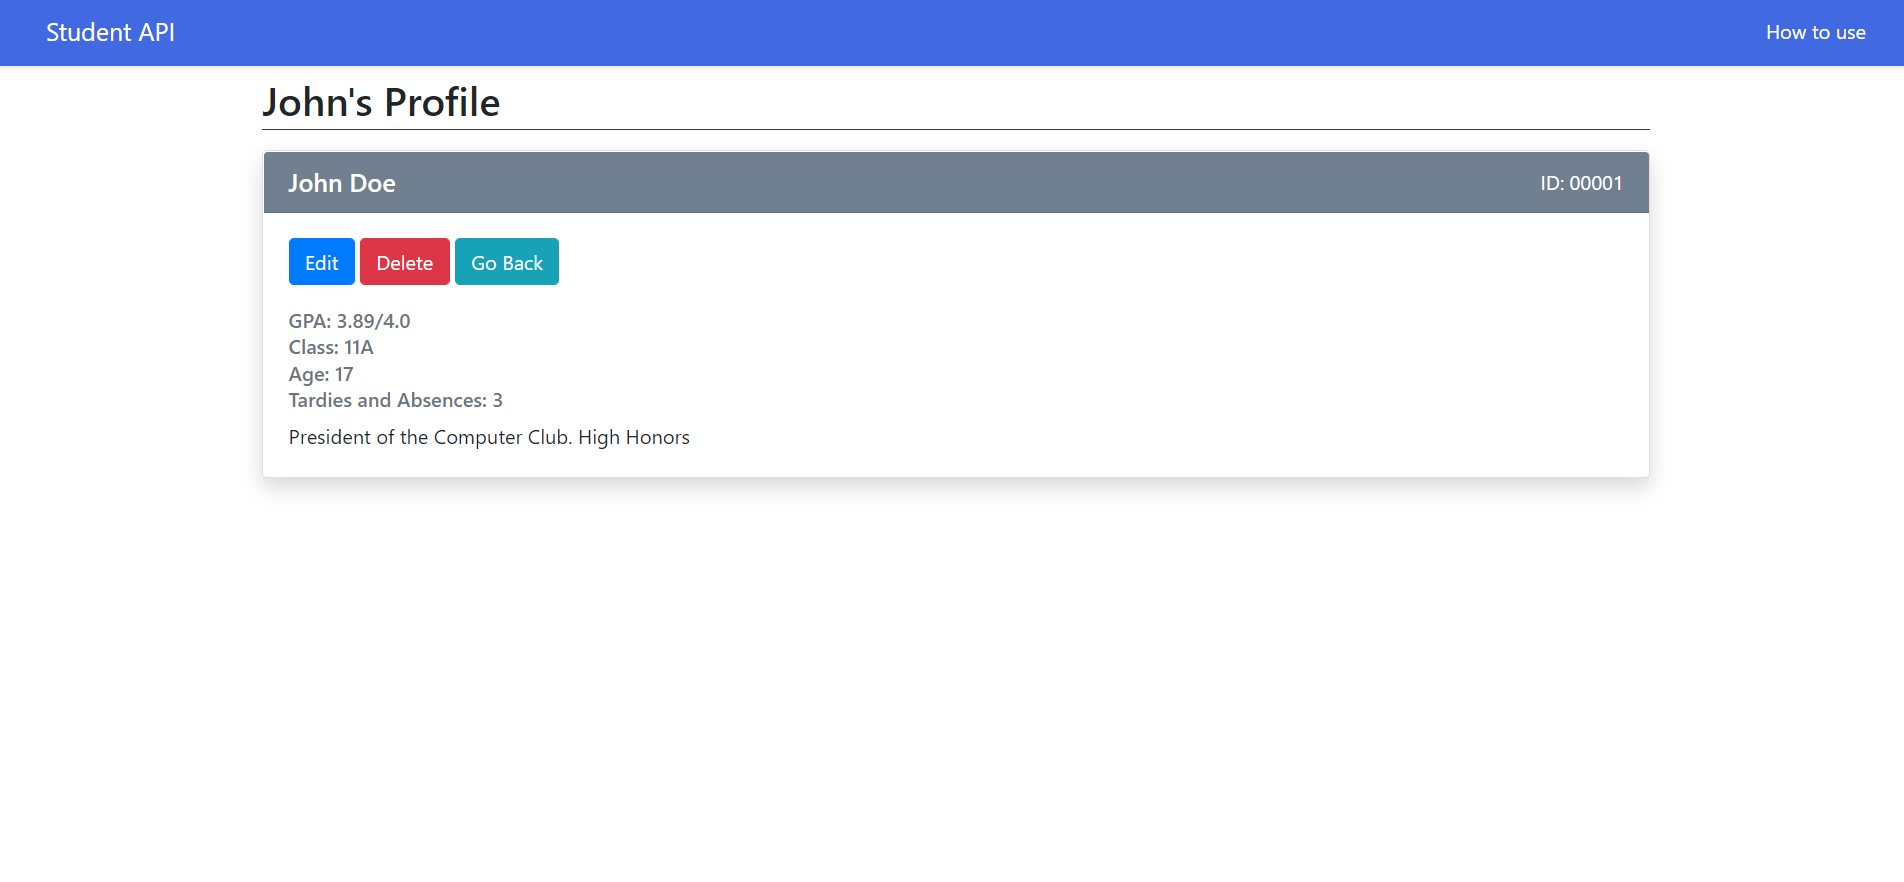 Student API
How to use
John's Profile
John Doe
ID: 00001
Edit
Delete
Go Back
GPA: 3.89/4.0
Class: 11A
Age: 17
Tardies and Absences: 3
President of the Computer Club. High Honors